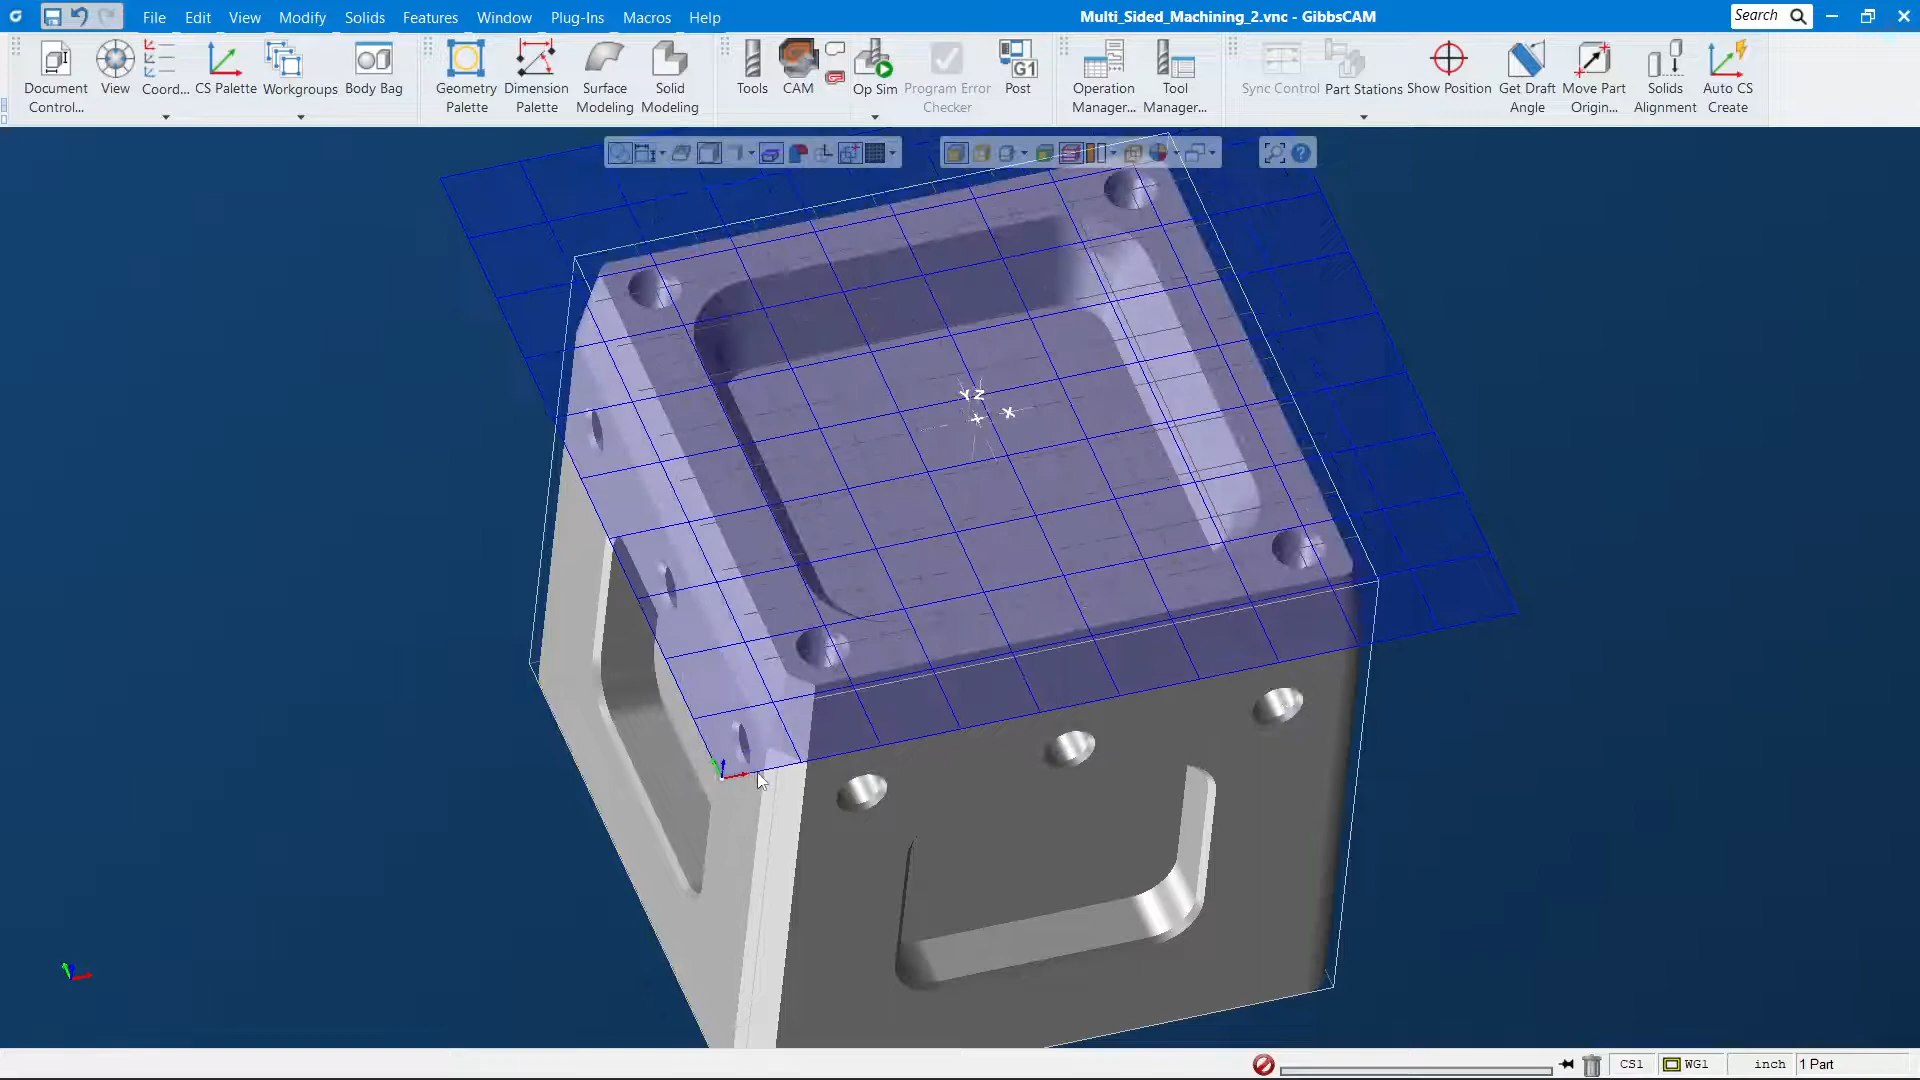 File Edit View Modify Solids Features Window Plug-Ins Macros Help
Multi_Sided_Machining_2.vnc - GibbsCAM
Search
Document Control...
View
Coord...
CS Palette
Workgroups
Body Bag
Geometry Palette
Dimension Palette
Surface Modeling
Solid Modeling
Tools
CAM
Op Sim
Program Error Checker
G1
Post
Operation Manager...
Tool Manager...
Sync Control
Part Stations
Show Position
Get Draft Angle
Move Part Origin...
Solids Alignment
Auto CS Create
Y Z
X
CS1 WG1 inch 1 Part